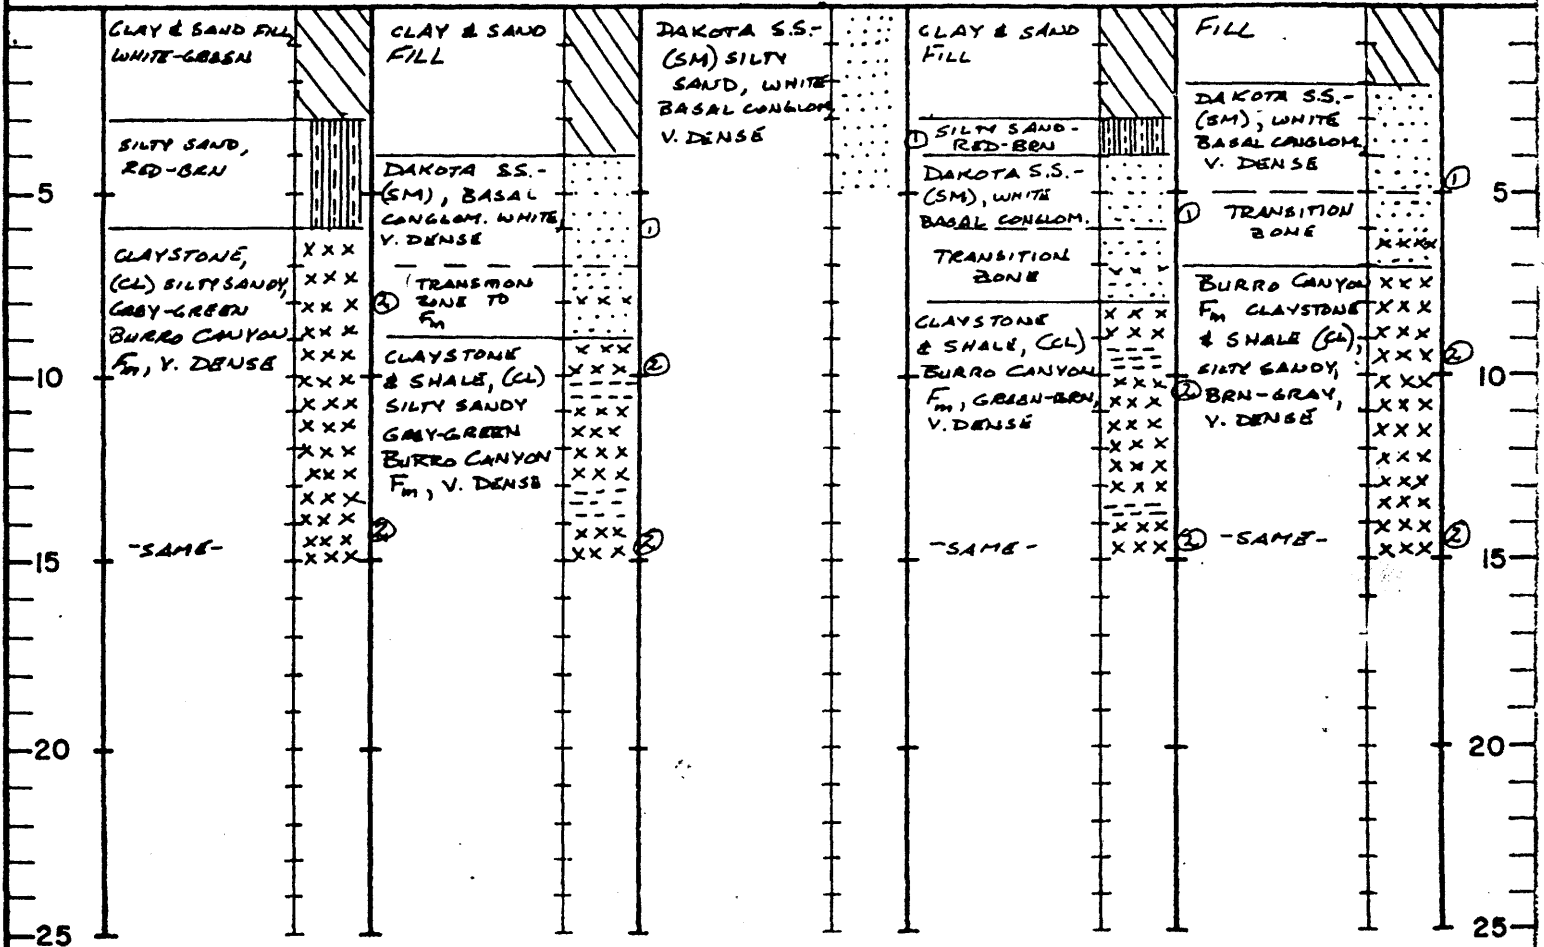 CLAY & SAND FILL
WHITE-GREEN
SILTY SAND,
RED-BRN
CLAYSTONE,
(CL) SILTY SANDY,
GREY-GREEN
BURRO CANYON
Fm, V. DENSE
-SAME-
2
CLAY & SAND
FILL
DAKOTA SS.-
(SM), BASAL
CONGLOM. WHITE,
V. DENSE
TRANSITION
ZONE TO
Fm
CLAYSTONE
& SHALE, (CL)
SILTY SANDY
GREY-GREEN
BURRO CANYON
Fm, V. DENSE
2
1
2
2
DAKOTA S.S.-
(SM) SILTY
SAND, WHITE
BASAL CONGLOM
V. DENSE
1
CLAY & SAND
FILL
SILTY SAND-
RED-BRN
DAKOTA S.S.-
(SM), WHITE
BASAL CONGLOM.
TRANSITION
ZONE
CLAYSTONE
& SHALE, (CL)
BURRO CANYON
Fm, GREEN-BRN,
V. DENSE
-SAME-
1
2
2
FILL
DAKOTA S.S.-
(SM), WHITE
BASAL CONGLOM
V. DENSE
TRANSITION
ZONE
BURRO CANYON
Fm CLAYSTONE
& SHALE (CL),
SILTY SANDY,
BRN-GRAY,
V. DENSE
-SAME-
1
2
2
5
10
15
20
25
5
10
15
20
25